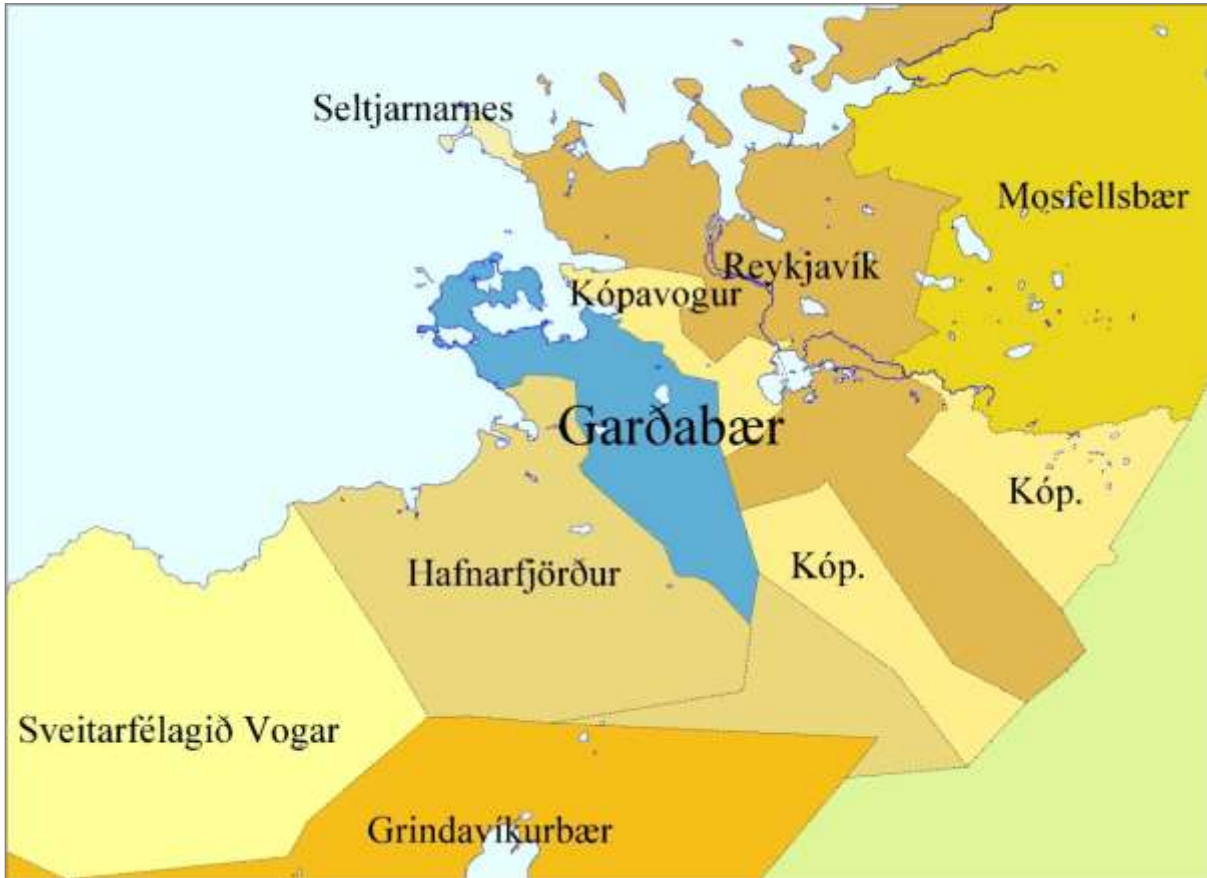 Seltjarnarnes
Mosfellsbær
Reykjavík
Kópavogur
Garðabær
Kóp.
Kóp.
Hafnarfjörður
Sveitarfélagið Vogar
Grindavíkurbær